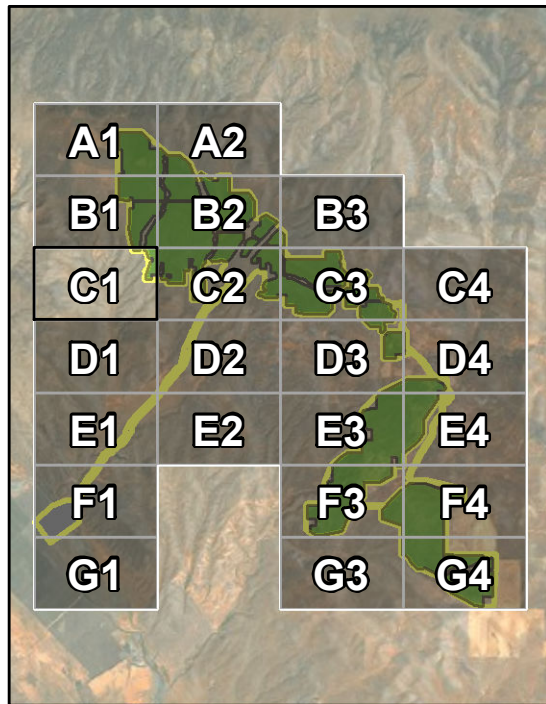 A1 A2
B1 B2 B3
C1 C2 C3 C4
D1 D2 D3 D4
E1 E2 E3 E4
F1 F3 F4
G1 G3 G4